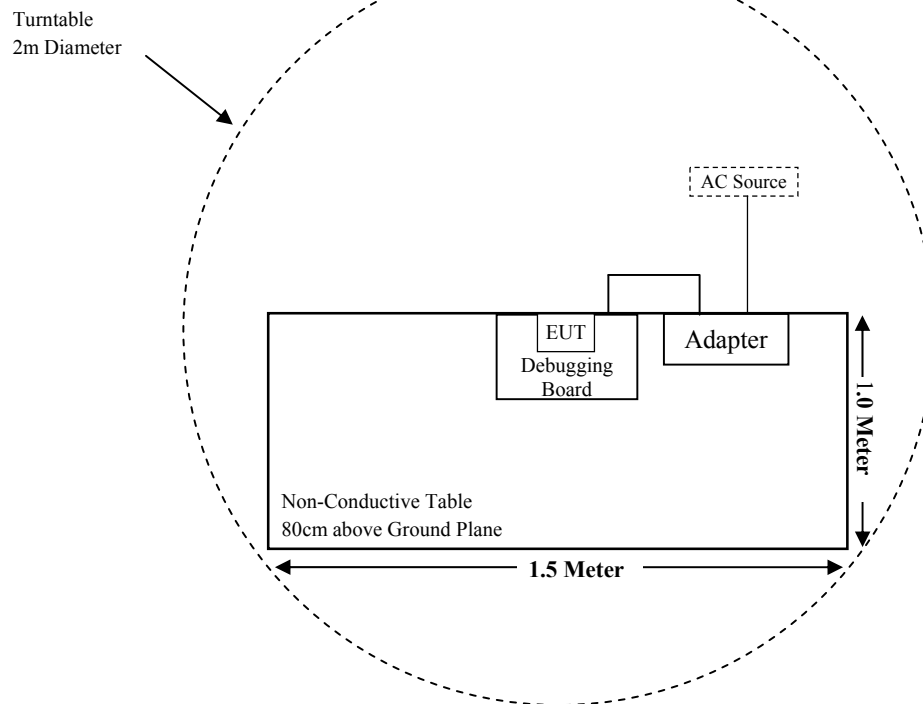 Turntable
2m Diameter
AC Source
EUT
Debugging
Board
Adapter
1.0 Meter
Non-Conductive Table
80cm above Ground Plane
1.5 Meter